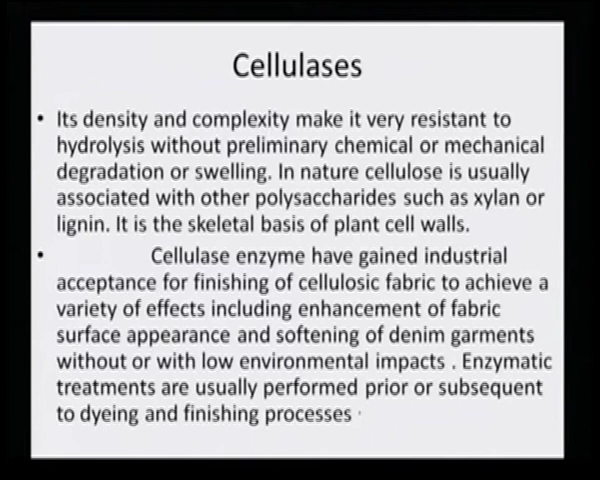 Cellulases
• Its density and complexity make it very resistant to
hydrolysis without preliminary chemical or mechanical
degradation or swelling. In nature cellulose is usually
associated with other polysaccharides such as xylan or
lignin. It is the skeletal basis of plant cell walls.
• Cellulase enzyme have gained industrial
acceptance for finishing of cellulosic fabric to achieve a
variety of effects including enhancement of fabric
surface appearance and softening of denim garments
without or with low environmental impacts . Enzymatic
treatments are usually performed prior or subsequent
to dyeing and finishing processes